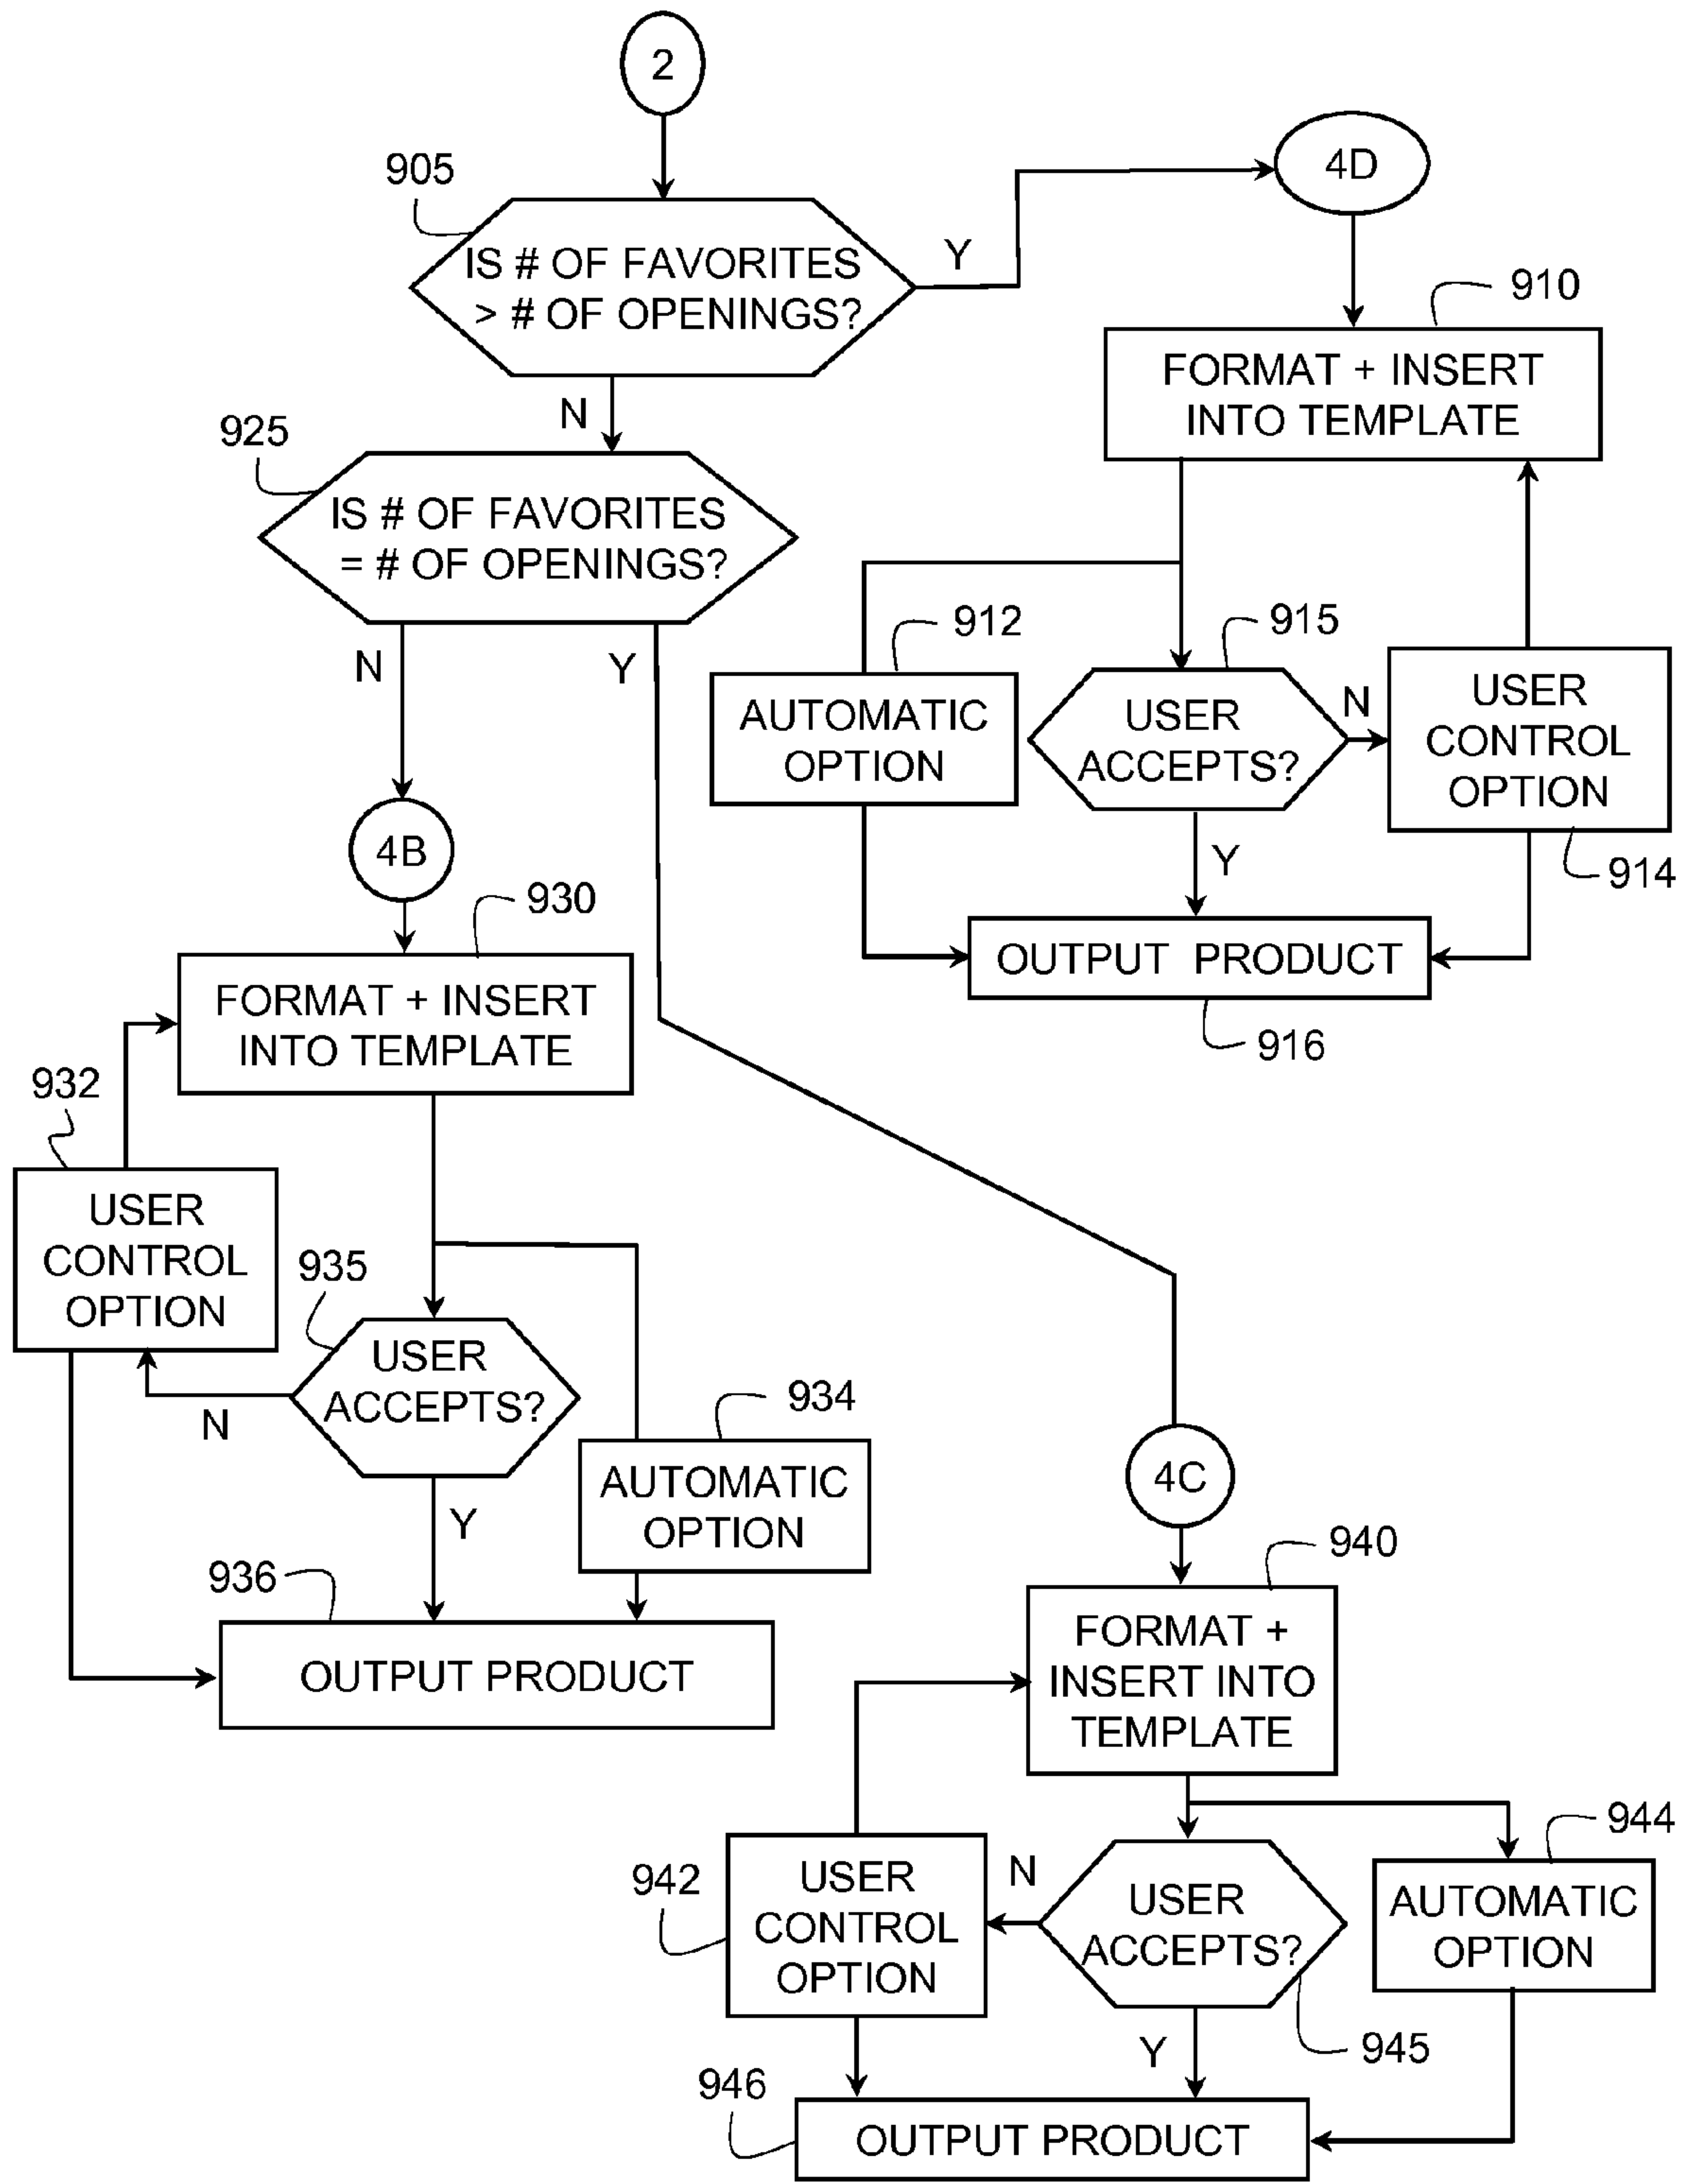 2
905
IS # OF FAVORITES
> # OF OPENINGS?
Y
N
4D
910
FORMAT + INSERT
INTO TEMPLATE
912
AUTOMATIC
OPTION
915
USER
ACCEPTS?
N
Y
USER
CONTROL
OPTION
914
OUTPUT PRODUCT
916
925
IS # OF FAVORITES
= # OF OPENINGS?
N
Y
4B
930
FORMAT + INSERT
INTO TEMPLATE
932
USER
CONTROL
OPTION
935
USER
ACCEPTS?
N
Y
934
AUTOMATIC
OPTION
936
OUTPUT PRODUCT
4C
940
FORMAT +
INSERT INTO
TEMPLATE
942
USER
CONTROL
OPTION
N
USER
ACCEPTS?
945
Y
944
AUTOMATIC
OPTION
946
OUTPUT PRODUCT